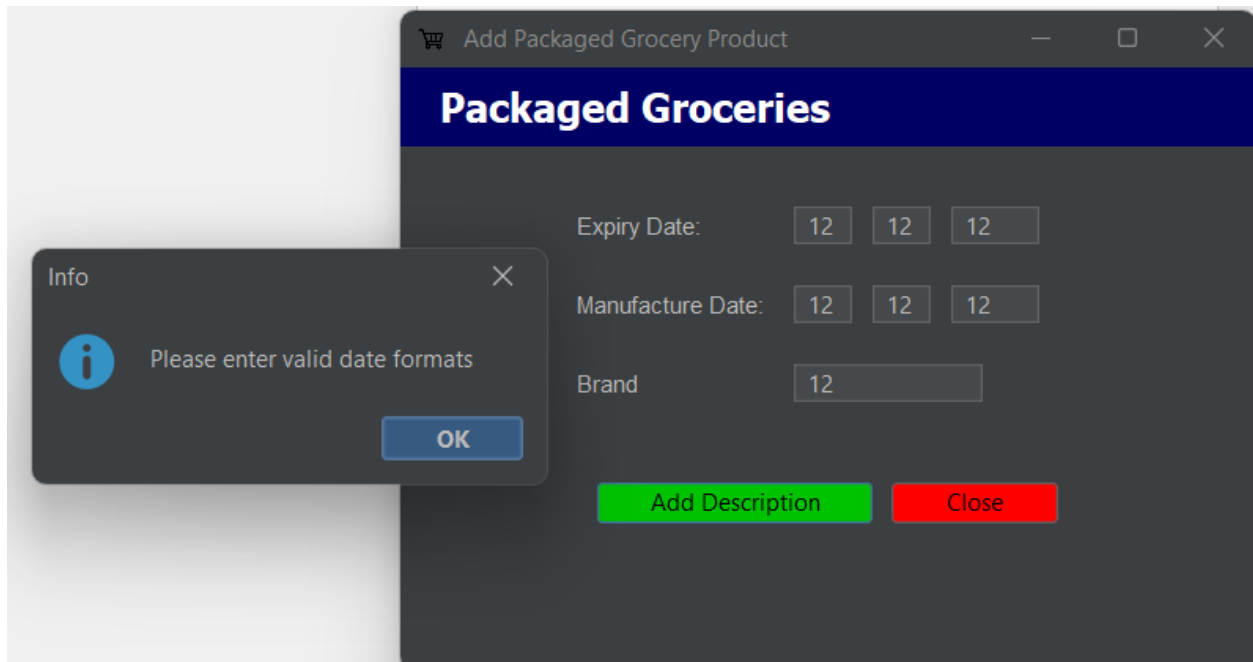 Add Packaged Grocery Product
Packaged Groceries
Expiry Date: 12 12 12
Manufacture Date: 12 12 12
Brand 12
Add Description Close
Info
Please enter valid date formats
OK